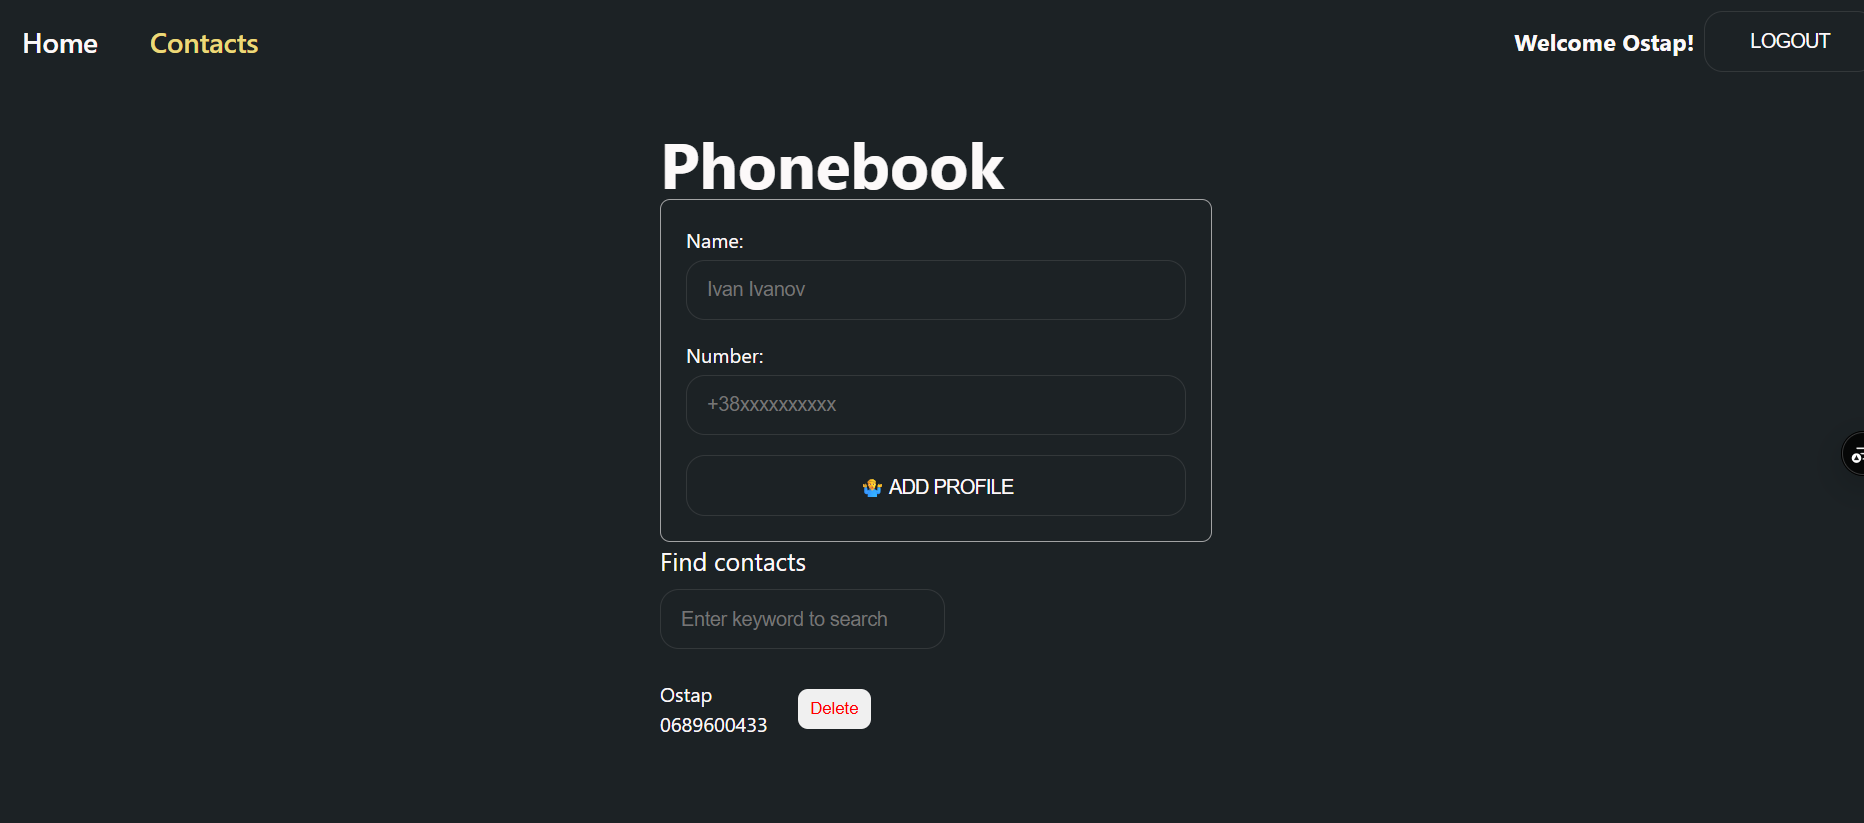 Home Contacts Welcome Ostap! LOGOUT
Phonebook
Name:
Ivan Ivanov
Number:
+38xxxxxxxxxx
🤷 ADD PROFILE
Find contacts
Enter keyword to search
Ostap
0689600433
Delete